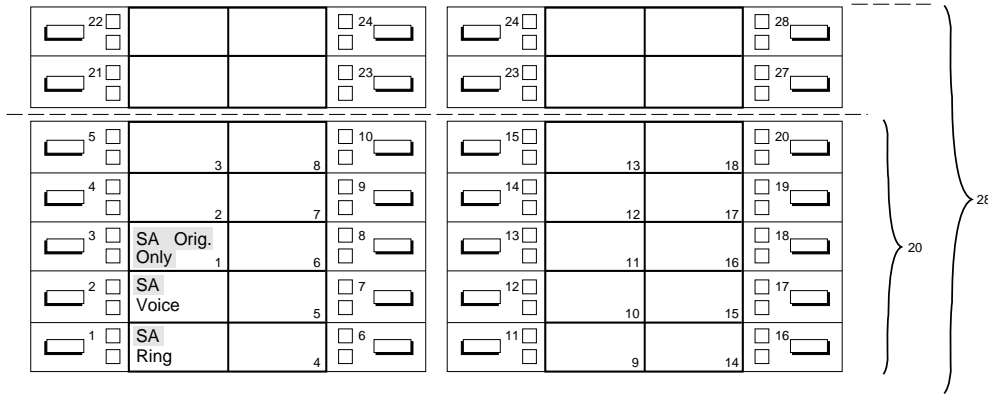 22 24 24 28
21 23 23 27
5 3 8 10 15 13 18 20
4 2 7 9 14 12 17 19
28
3 SA Orig. Only 1 6 8 13 11 16 18
20
2 SA Voice 5 7 12 10 15 17
1 SA Ring 4 6 11 9 14 16